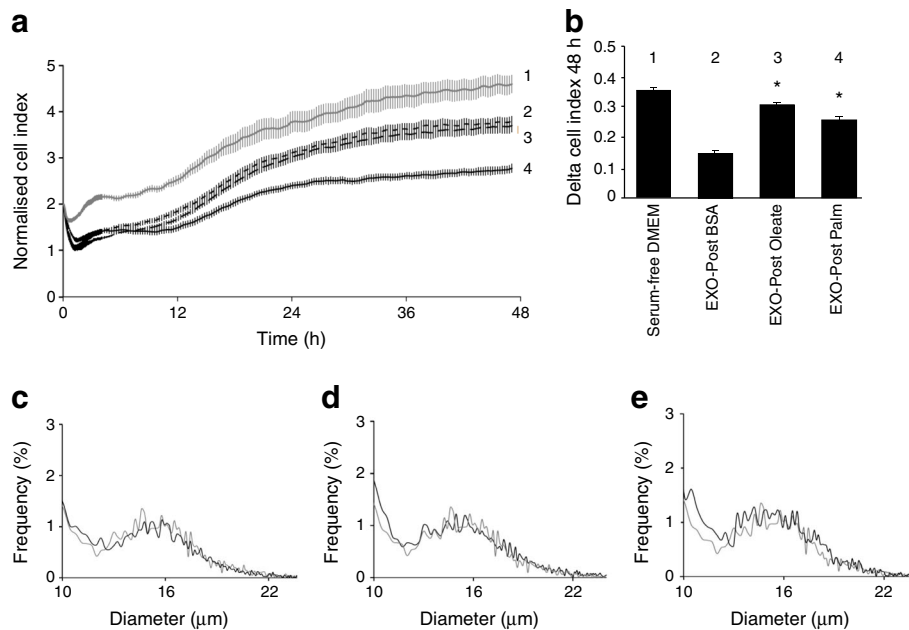 a
Normalised cell index
5
4
3
2
1
0
0 12 24 36 48
Time (h)
1
2
3
4
b
Delta cell index 48 h
0.5
0.4
0.3
0.2
0.1
0
1 2 3 4
*
*
Serum-free DMEM
EXO-Post BSA
EXO-Post Oleate
EXO-Post Palm
c
Frequency (%)
3
2
1
0
10 16 22
Diameter (μm)
d
Frequency (%)
3
2
1
0
10 16 22
Diameter (μm)
e
Frequency (%)
3
2
1
0
10 16 22
Diameter (μm)